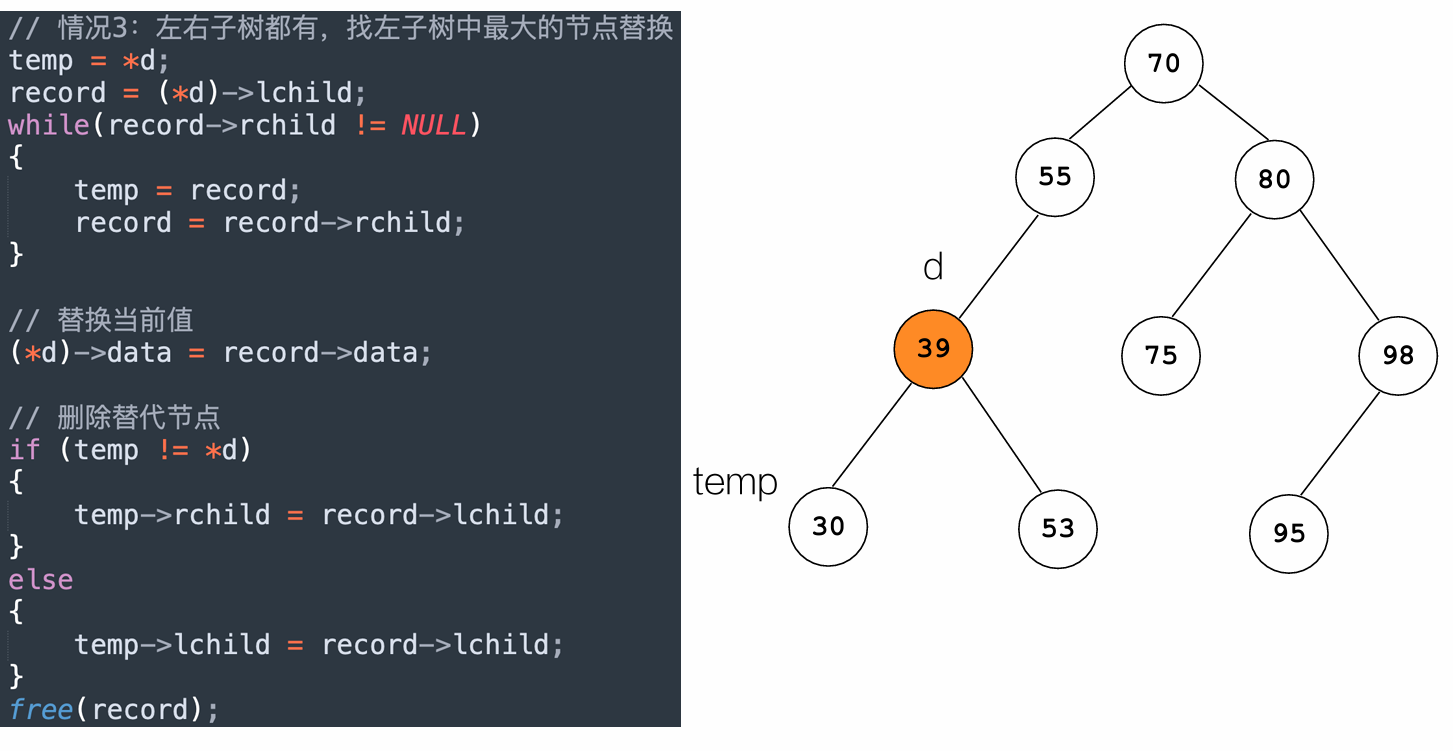 // 情况3：左右子树都有，找左子树中最大的节点替换
temp = *d;
record = (*d)->lchild;
while(record->rchild != NULL)
{
    temp = record;
    record = record->rchild;
}
// 替换当前值
(*d)->data = record->data;
// 删除替代节点
if (temp != *d)
{
    temp->rchild = record->lchild;
}
else
{
    temp->lchild = record->lchild;
}
free(record);
70
55
80
d
39
75
98
temp
30
53
95